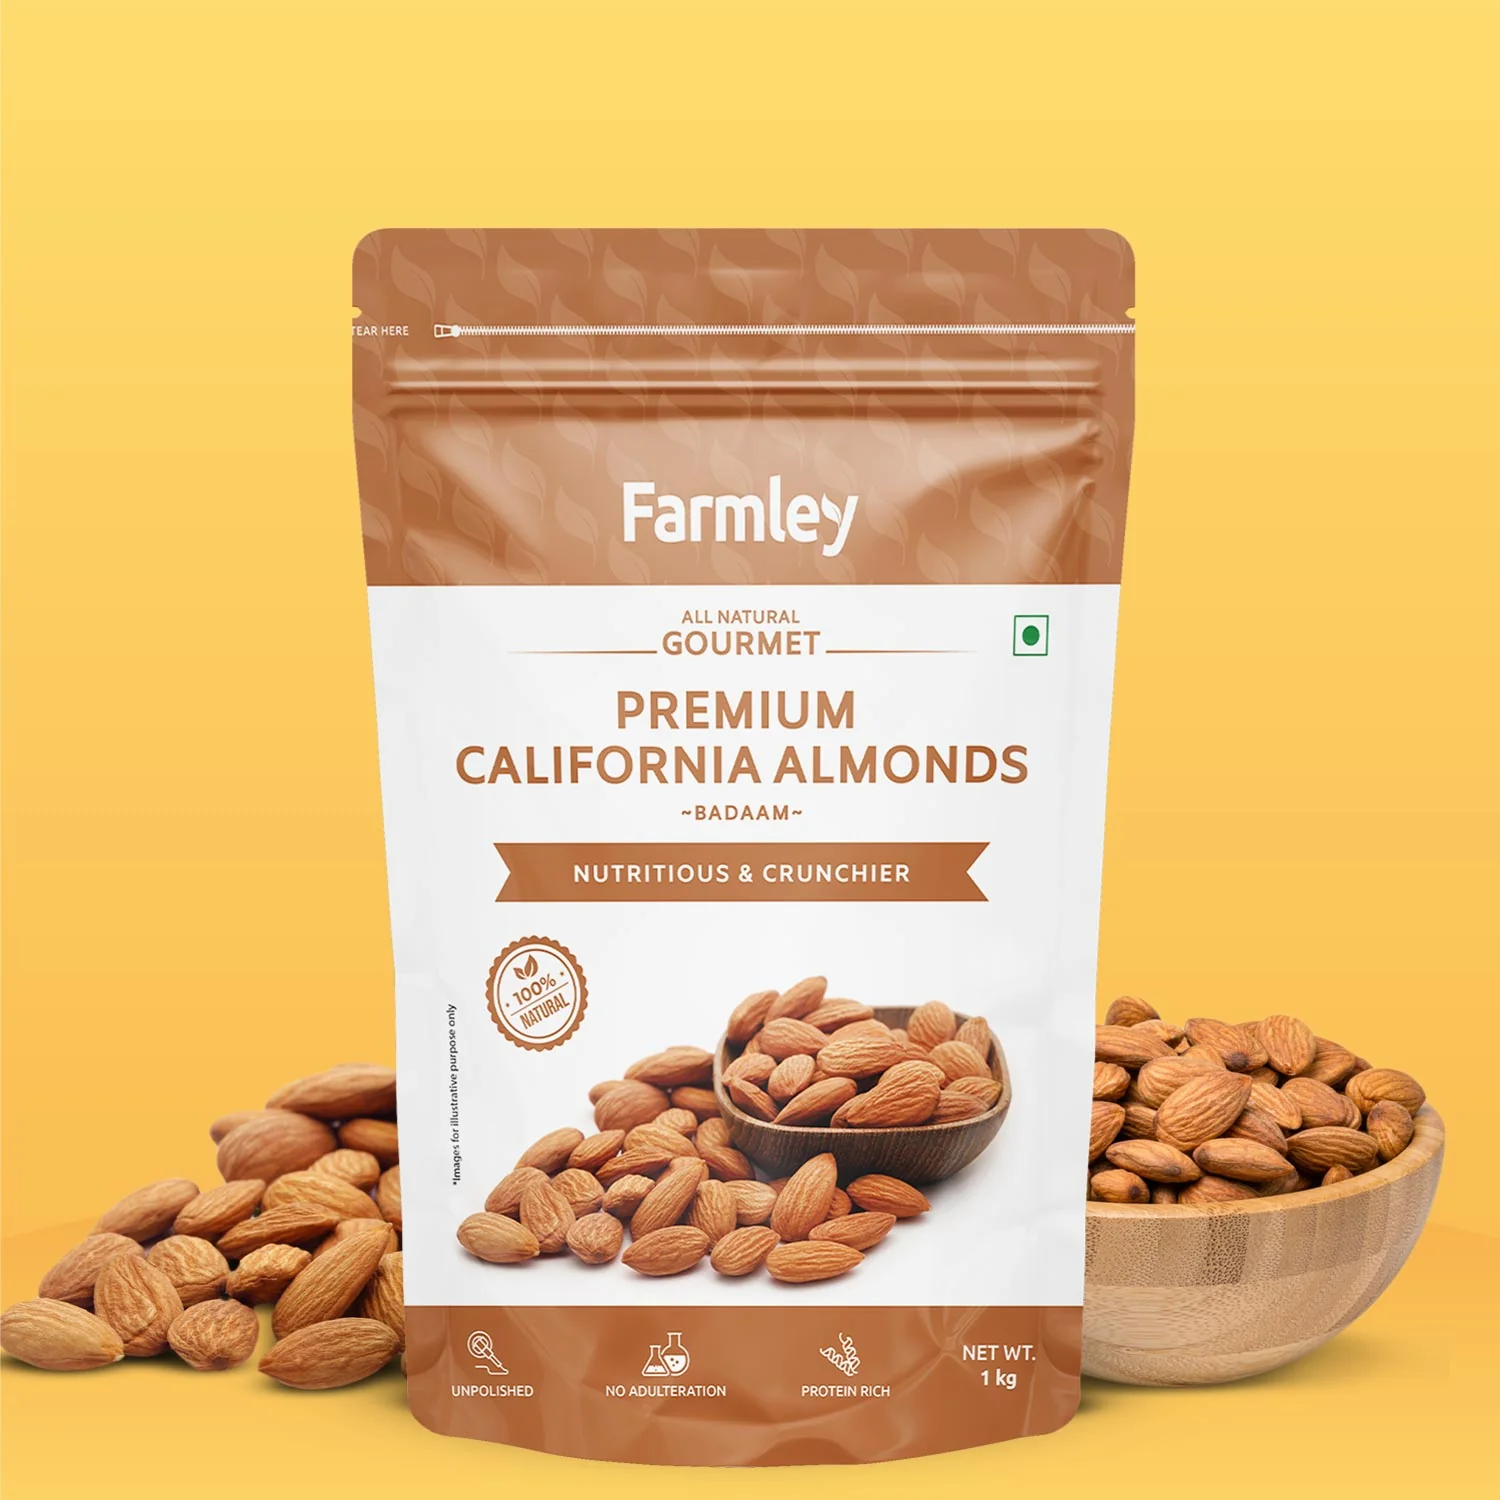 TEAR HERE
Farmley
ALL NATURAL
GOURMET
PREMIUM
CALIFORNIA ALMONDS
~BADAAM~
NUTRITIOUS & CRUNCHIER
100%
NATURAL
*Images for illustrative purpose only
UNPOLISHED
NO ADULTERATION
PROTEIN RICH
NET WT.
1 kg